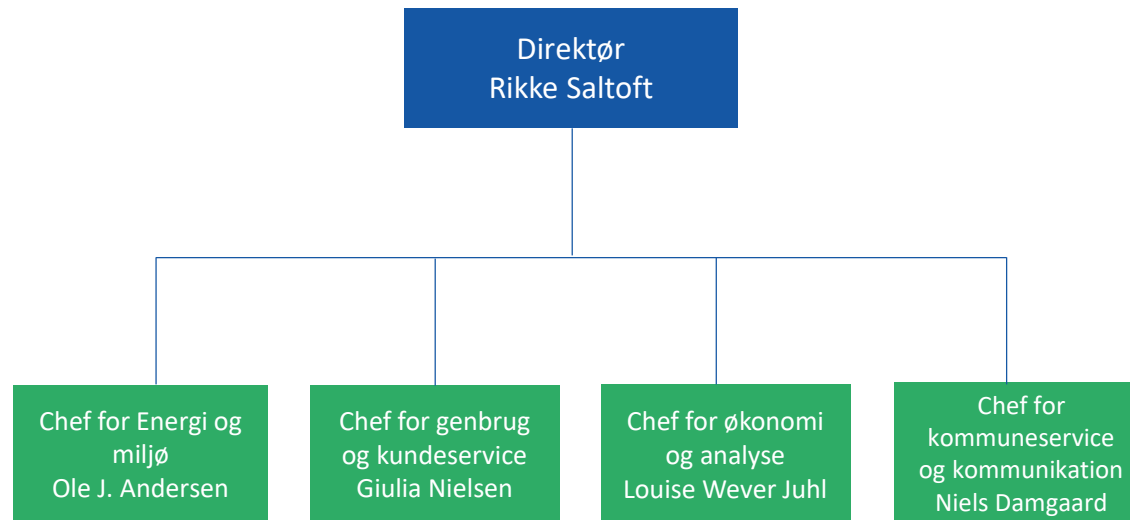 Direktør
Rikke Saltoft
Chef for Energi og
miljø
Ole J. Andersen
Chef for genbrug
og kundeservice
Giulia Nielsen
Chef for økonomi
og analyse
Louise Wever Juhl
Chef for
kommuneservice
og kommunikation
Niels Damgaard